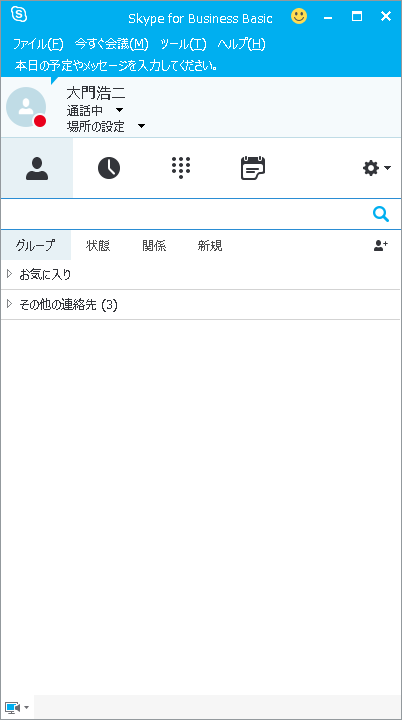 Skype for Business Basic
ファイル(F) 今すぐ会議(M) ツール(T) ヘルプ(H)
本日の予定やメッセージを入力してください。
大門浩二
通話中
場所の設定
グループ 状態 関係 新規
お気に入り
その他の連絡先 (3)